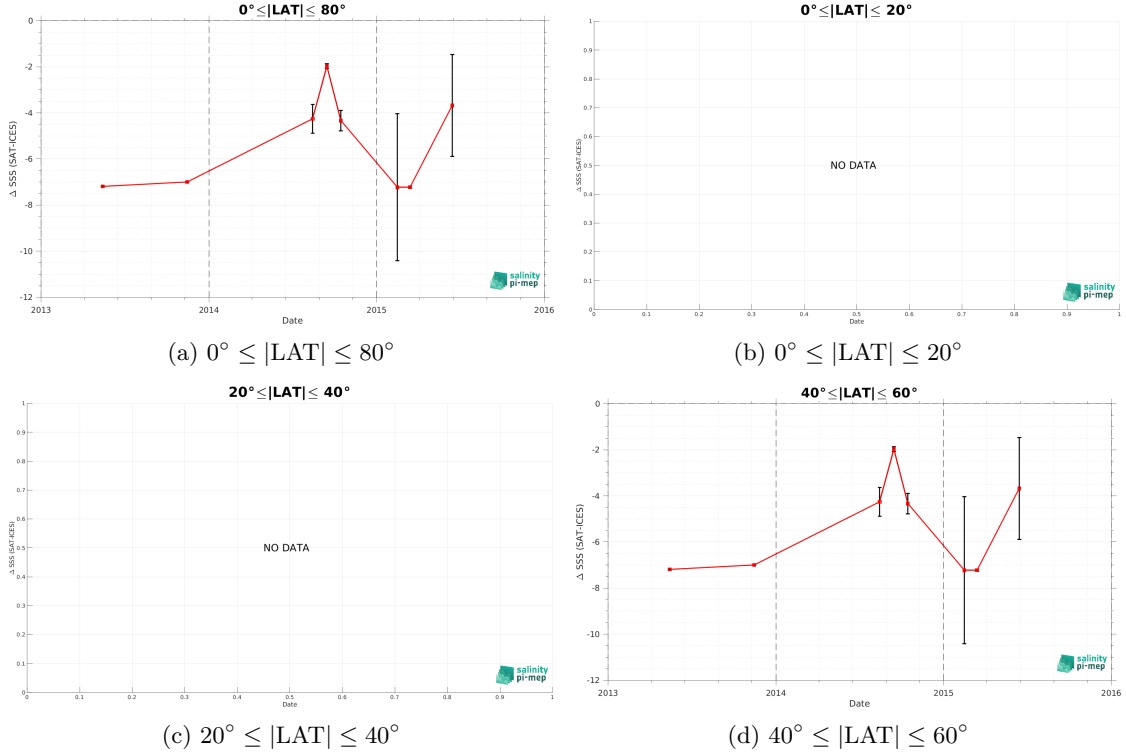 0°≤|LAT|≤ 80°
0
-2
-4
-6
-8
-10
-12
Δ SSS (SAT-ICES)
2013
2014
2015
2016
Date
salinity
pi-mep
(a) 0° ≤ |LAT| ≤ 80°
0°≤|LAT|≤ 20°
1
0.9
0.8
0.7
0.6
0.5
0.4
0.3
0.2
0.1
0
Δ SSS (SAT-ICES)
NO DATA
0
0.1
0.2
0.3
0.4
0.5
0.6
0.7
0.8
0.9
1
Date
salinity
pi-mep
(b) 0° ≤ |LAT| ≤ 20°
20°≤|LAT|≤ 40°
1
0.9
0.8
0.7
0.6
0.5
0.4
0.3
0.2
0.1
0
Δ SSS (SAT-ICES)
NO DATA
0
0.1
0.2
0.3
0.4
0.5
0.6
0.7
0.8
0.9
1
Date
salinity
pi-mep
(c) 20° ≤ |LAT| ≤ 40°
40°≤|LAT|≤ 60°
0
-2
-4
-6
-8
-10
-12
Δ SSS (SAT-ICES)
2013
2014
2015
2016
Date
salinity
pi-mep
(d) 40° ≤ |LAT| ≤ 60°